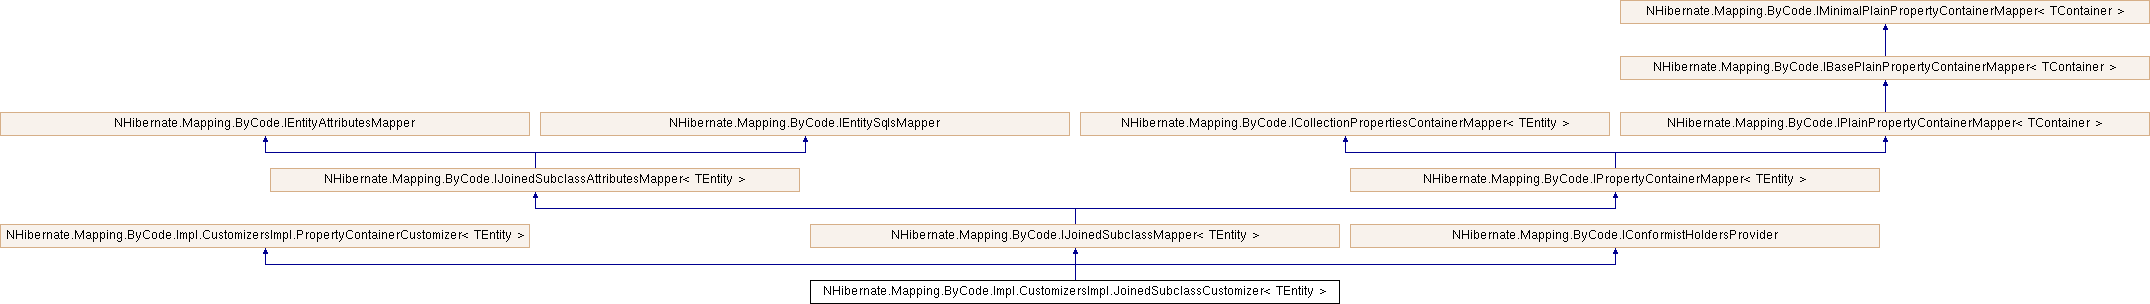 NHibernate.Mapping.ByCode.IMinimalPlainPropertyContainerMapper< TContainer >
NHibernate.Mapping.ByCode.IBasePlainPropertyContainerMapper< TContainer >
NHibernate.Mapping.ByCode.IEntityAttributesMapper
NHibernate.Mapping.ByCode.IEntitySqlsMapper
NHibernate.Mapping.ByCode.ICollectionPropertiesContainerMapper< TEntity >
NHibernate.Mapping.ByCode.IPlainPropertyContainerMapper< TContainer >
NHibernate.Mapping.ByCode.IJoinedSubclassAttributesMapper< TEntity >
NHibernate.Mapping.ByCode.IPropertyContainerMapper< TEntity >
NHibernate.Mapping.ByCode.Impl.CustomizersImpl.PropertyContainerCustomizer< TEntity >
NHibernate.Mapping.ByCode.IJoinedSubclassMapper< TEntity >
NHibernate.Mapping.ByCode.IConformistHoldersProvider
NHibernate.Mapping.ByCode.Impl.CustomizersImpl.JoinedSubclassCustomizer< TEntity >